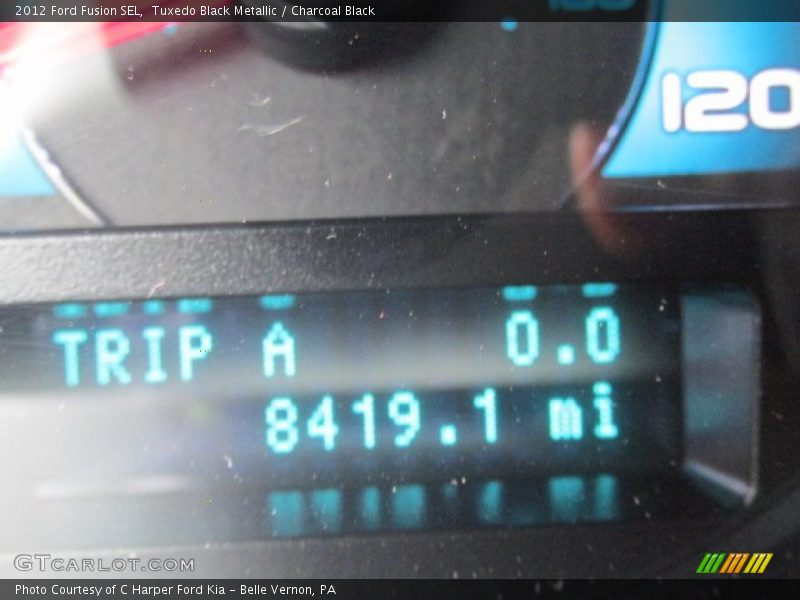 2012 Ford Fusion SEL, Tuxedo Black Metallic / Charcoal Black
120
TRIP A 0.0
8419.1 mi
GTCARLOT.COM
Photo Courtesy of C Harper Ford Kia - Belle Vernon, PA